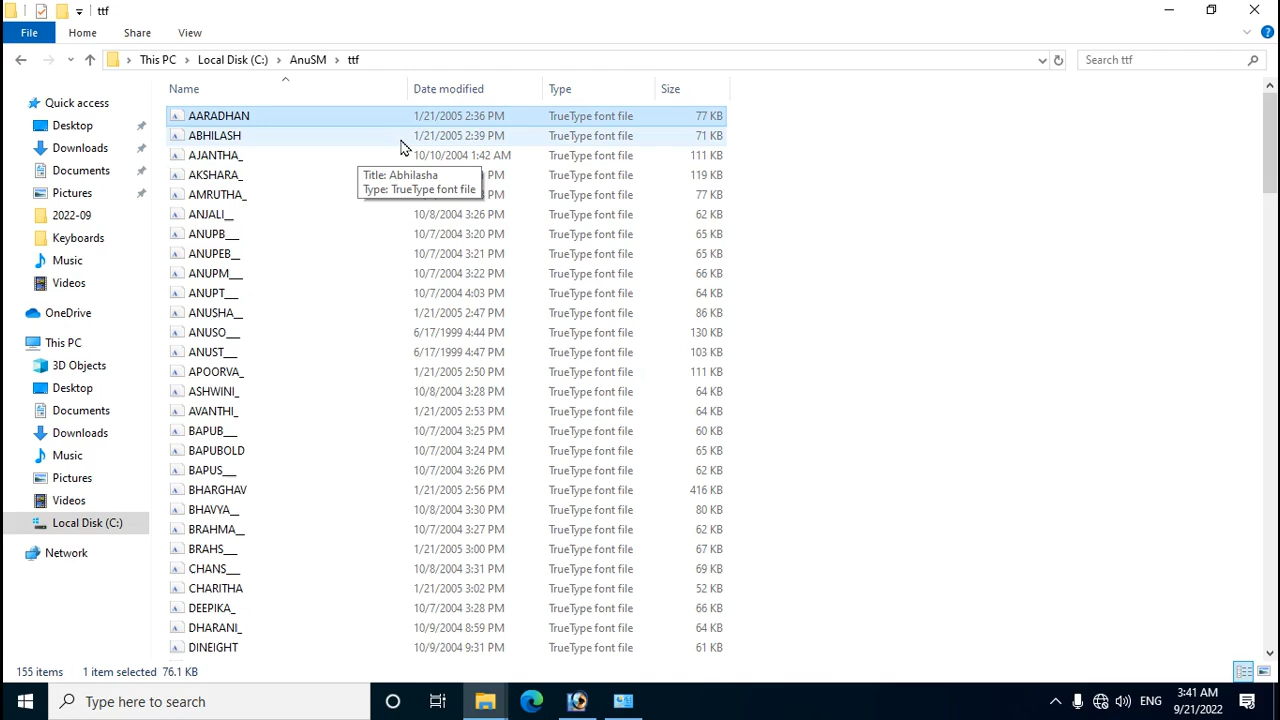 ttf
File Home Share View
This PC Local Disk (C:) AnuSM ttf Search ttf
Name Date modified Type Size
Quick access
Desktop
Downloads
Documents
Pictures
2022-09
Keyboards
Music
Videos
OneDrive
This PC
3D Objects
Desktop
Documents
Downloads
Music
Pictures
Videos
Local Disk (C:)
Network
AARADHAN 1/21/2005 2:36 PM TrueType font file 77 KB
ABHILASH 1/21/2005 2:39 PM TrueType font file 71 KB
AJANTHA_ 10/10/2004 1:42 AM TrueType font file 111 KB
AKSHARA_ PM TrueType font file 119 KB
AMRUTHA_ PM TrueType font file 77 KB
Title: Abhilasha
Type: TrueType font file
ANJALI__ 10/8/2004 3:26 PM TrueType font file 62 KB
ANUPB___ 10/7/2004 3:20 PM TrueType font file 65 KB
ANUPEB__ 10/7/2004 3:21 PM TrueType font file 65 KB
ANUPM___ 10/7/2004 3:22 PM TrueType font file 66 KB
ANUPT___ 10/7/2004 4:03 PM TrueType font file 64 KB
ANUSHA__ 1/21/2005 2:47 PM TrueType font file 86 KB
ANUSO___ 6/17/1999 4:44 PM TrueType font file 130 KB
ANUST___ 6/17/1999 4:47 PM TrueType font file 103 KB
APOORVA_ 1/21/2005 2:50 PM TrueType font file 111 KB
ASHWINI_ 10/8/2004 3:28 PM TrueType font file 64 KB
AVANTHI_ 1/21/2005 2:53 PM TrueType font file 64 KB
BAPUB___ 10/7/2004 3:25 PM TrueType font file 60 KB
BAPUBOLD 10/7/2004 3:24 PM TrueType font file 65 KB
BAPUS___ 10/7/2004 3:26 PM TrueType font file 62 KB
BHARGHAV 1/21/2005 2:56 PM TrueType font file 416 KB
BHAVYA__ 10/8/2004 3:30 PM TrueType font file 80 KB
BRAHMA__ 10/7/2004 3:27 PM TrueType font file 62 KB
BRAHS___ 1/21/2005 3:00 PM TrueType font file 67 KB
CHANS___ 10/8/2004 3:31 PM TrueType font file 66 KB
CHARITHA 1/21/2005 3:02 PM TrueType font file 52 KB
DEEPIKA_ 10/7/2004 3:28 PM TrueType font file 66 KB
DHARANI_ 10/9/2004 8:59 PM TrueType font file 64 KB
DINEIGHT 10/9/2004 9:31 PM TrueType font file 61 KB
155 items 1 item selected 76.1 KB
Type here to search ENG 3:41 AM
9/21/2022